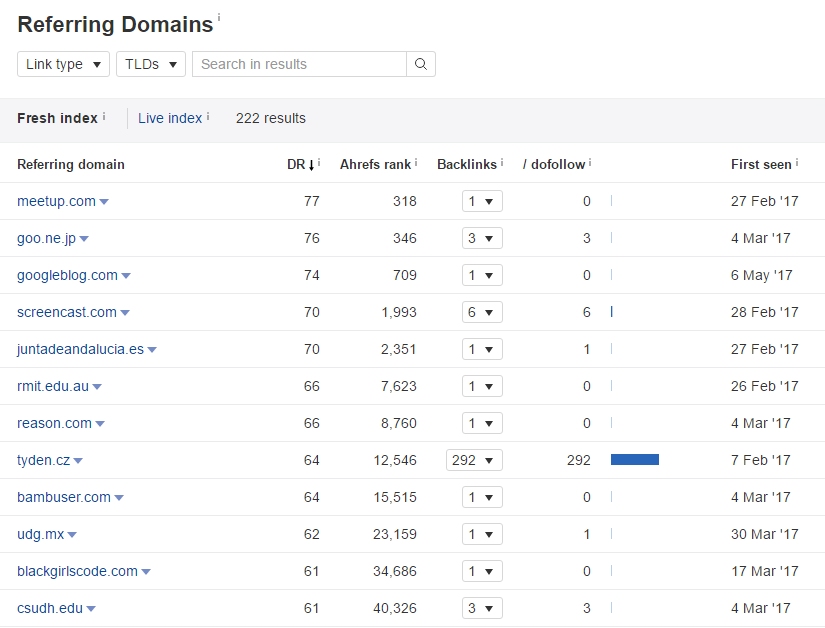 Referring Domains i
Link type TLDs Search in results
Fresh index i Live index i 222 results
Referring domain DR i Ahrefs rank i Backlinks i / dofollow i First seen i
meetup.com 77 318 1 0 27 Feb '17
goo.ne.jp 76 346 3 3 4 Mar '17
googleblog.com 74 709 1 0 6 May '17
screencast.com 70 1,993 6 6 28 Feb '17
juntadeandalucia.es 70 2,351 1 1 27 Feb '17
rmit.edu.au 66 7,623 1 0 26 Feb '17
reason.com 66 8,760 1 0 4 Mar '17
tyden.cz 64 12,546 292 292 7 Feb '17
bambuser.com 64 15,515 1 0 4 Mar '17
udg.mx 62 23,159 1 1 30 Mar '17
blackgirlscode.com 61 34,686 1 0 17 Mar '17
csudh.edu 61 40,326 3 3 4 Mar '17